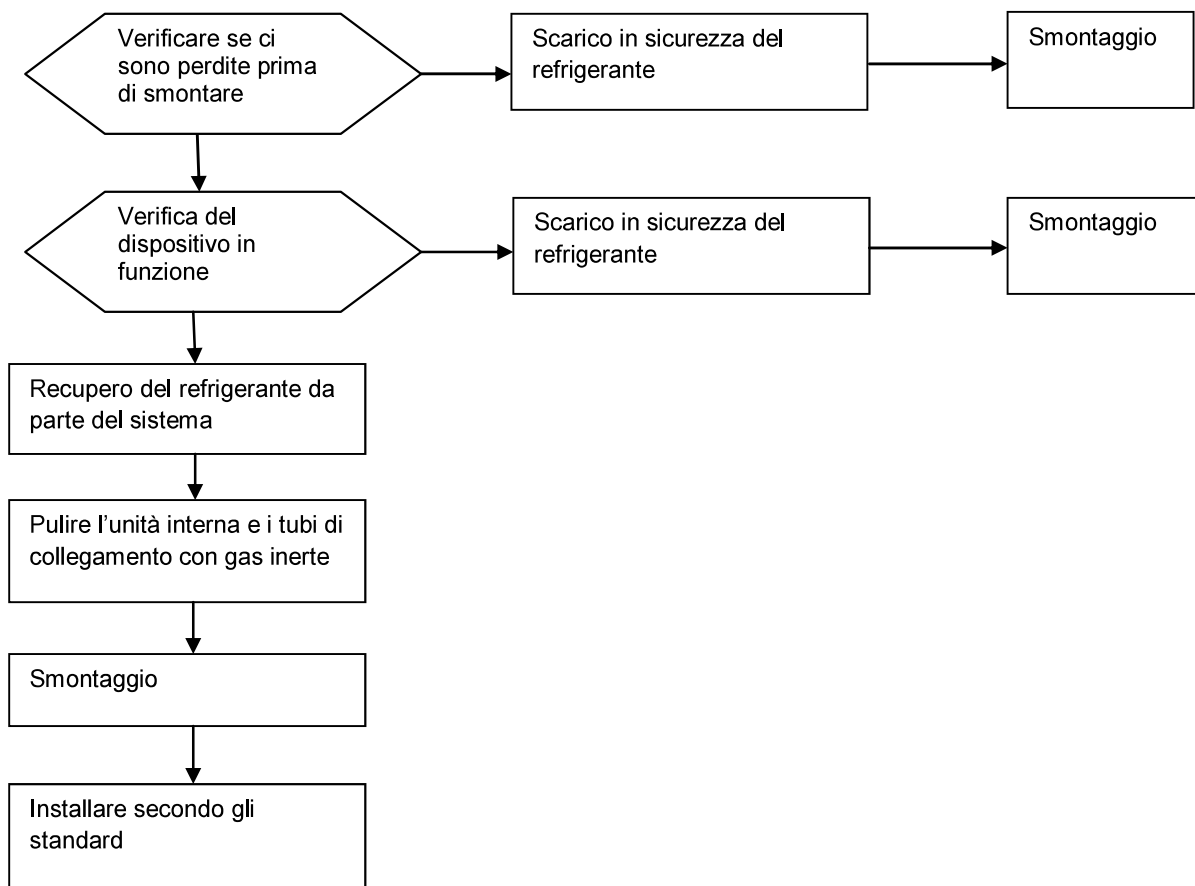 Verificare se ci
sono perdite prima
di smontare
Scarico in sicurezza del
refrigerante
Smontaggio
Verifica del
dispositivo in
funzione
Scarico in sicurezza del
refrigerante
Smontaggio
Recupero del refrigerante da
parte del sistema
Pulire l'unità interna e i tubi di
collegamento con gas inerte
Smontaggio
Installare secondo gli
standard